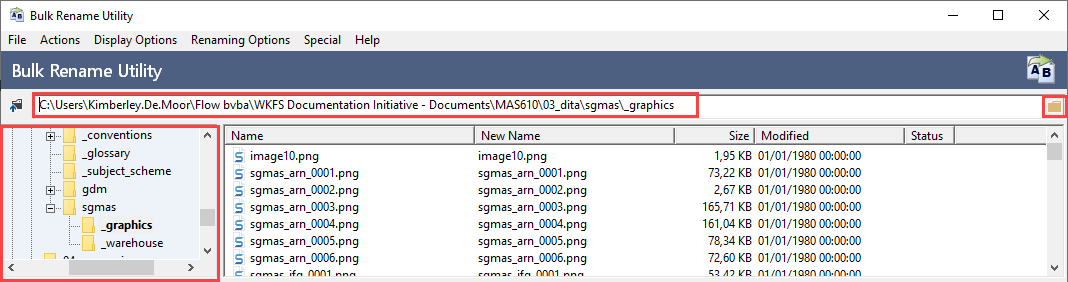 Bulk Rename Utility
File Actions Display Options Renaming Options Special Help
Bulk Rename Utility
C:\Users\Kimberley.De.Moor\Flow bvba\WKFS Documentation Initiative - Documents\MAS610\03_dita\sgmas\_graphics
_conventions
_glossary
_subject_scheme
gdm
sgmas
_graphics
_warehouse
Name New Name Size Modified Status
image10.png image10.png 1,95 KB 01/01/1980 00:00:00
sgmas_arn_0001.png sgmas_arn_0001.png 73,22 KB 01/01/1980 00:00:00
sgmas_arn_0002.png sgmas_arn_0002.png 2,67 KB 01/01/1980 00:00:00
sgmas_arn_0003.png sgmas_arn_0003.png 165,71 KB 01/01/1980 00:00:00
sgmas_arn_0004.png sgmas_arn_0004.png 161,04 KB 01/01/1980 00:00:00
sgmas_arn_0005.png sgmas_arn_0005.png 78,34 KB 01/01/1980 00:00:00
sgmas_arn_0006.png sgmas_arn_0006.png 57,60 KB 01/01/1980 00:00:00
sgmas_ifg_0001.png sgmas_ifg_0001.png 53,42 KB 01/01/1980 00:00:00